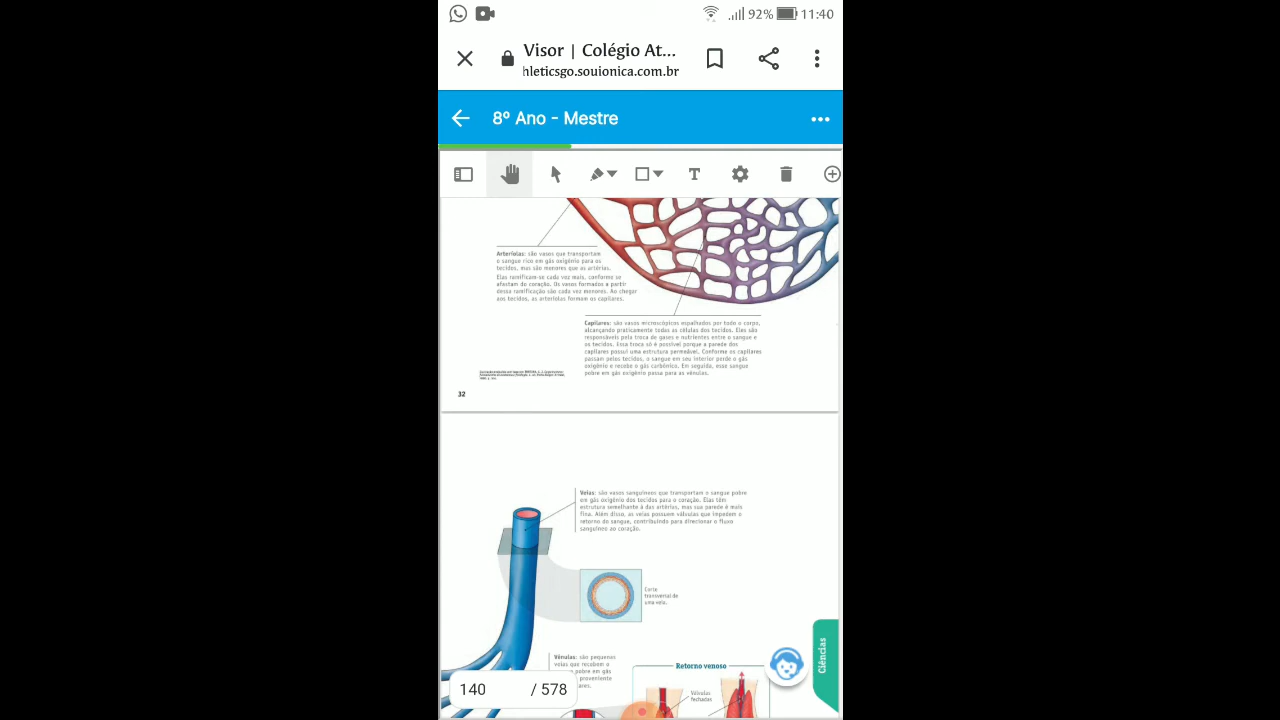 92% 11:40
Visor | Colégio At...
hleticsgo.souionica.com.br
8º Ano - Mestre
T
Arteríolas: são vasos que transportam
o sangue rico em gás oxigênio para os
tecidos, mas são menores que as artérias.
Elas ramificam-se cada vez mais, conforme se
afastam do coração. Os vasos formados a partir
dessa ramificação são cada vez menores. Ao chegar
aos tecidos, as arteríolas formam os capilares.
Capilares: são vasos microscópicos espalhados por todo o corpo,
alcançando praticamente todas as células dos tecidos. Eles são
responsáveis pela troca de gases e nutrientes entre o sangue e
os tecidos. Essa troca só é possível porque a parede dos
capilares possui uma estrutura permeável. Conforme os capilares
passam pelos tecidos, o sangue em seu interior perde o gás
oxigênio e recebe o gás carbônico. Em seguida, esse sangue
pobre em gás oxigênio passa para as vênulas.
32
Veias: são vasos sanguíneos que transportam o sangue pobre
em gás oxigênio dos tecidos para o coração. Elas têm
estrutura semelhante à das artérias, mas sua parede é mais
fina. Além disso, as veias possuem válvulas que impedem o
retorno do sangue, contribuindo para direcionar o fluxo
sanguíneo ao coração.
Corte
transversal de
uma veia.
Vênulas: são pequenas
veias que recebem o
pobre em gás
proveniente
ares.
Retorno venoso
Válvulas
fechadas
Ciências
140 / 578